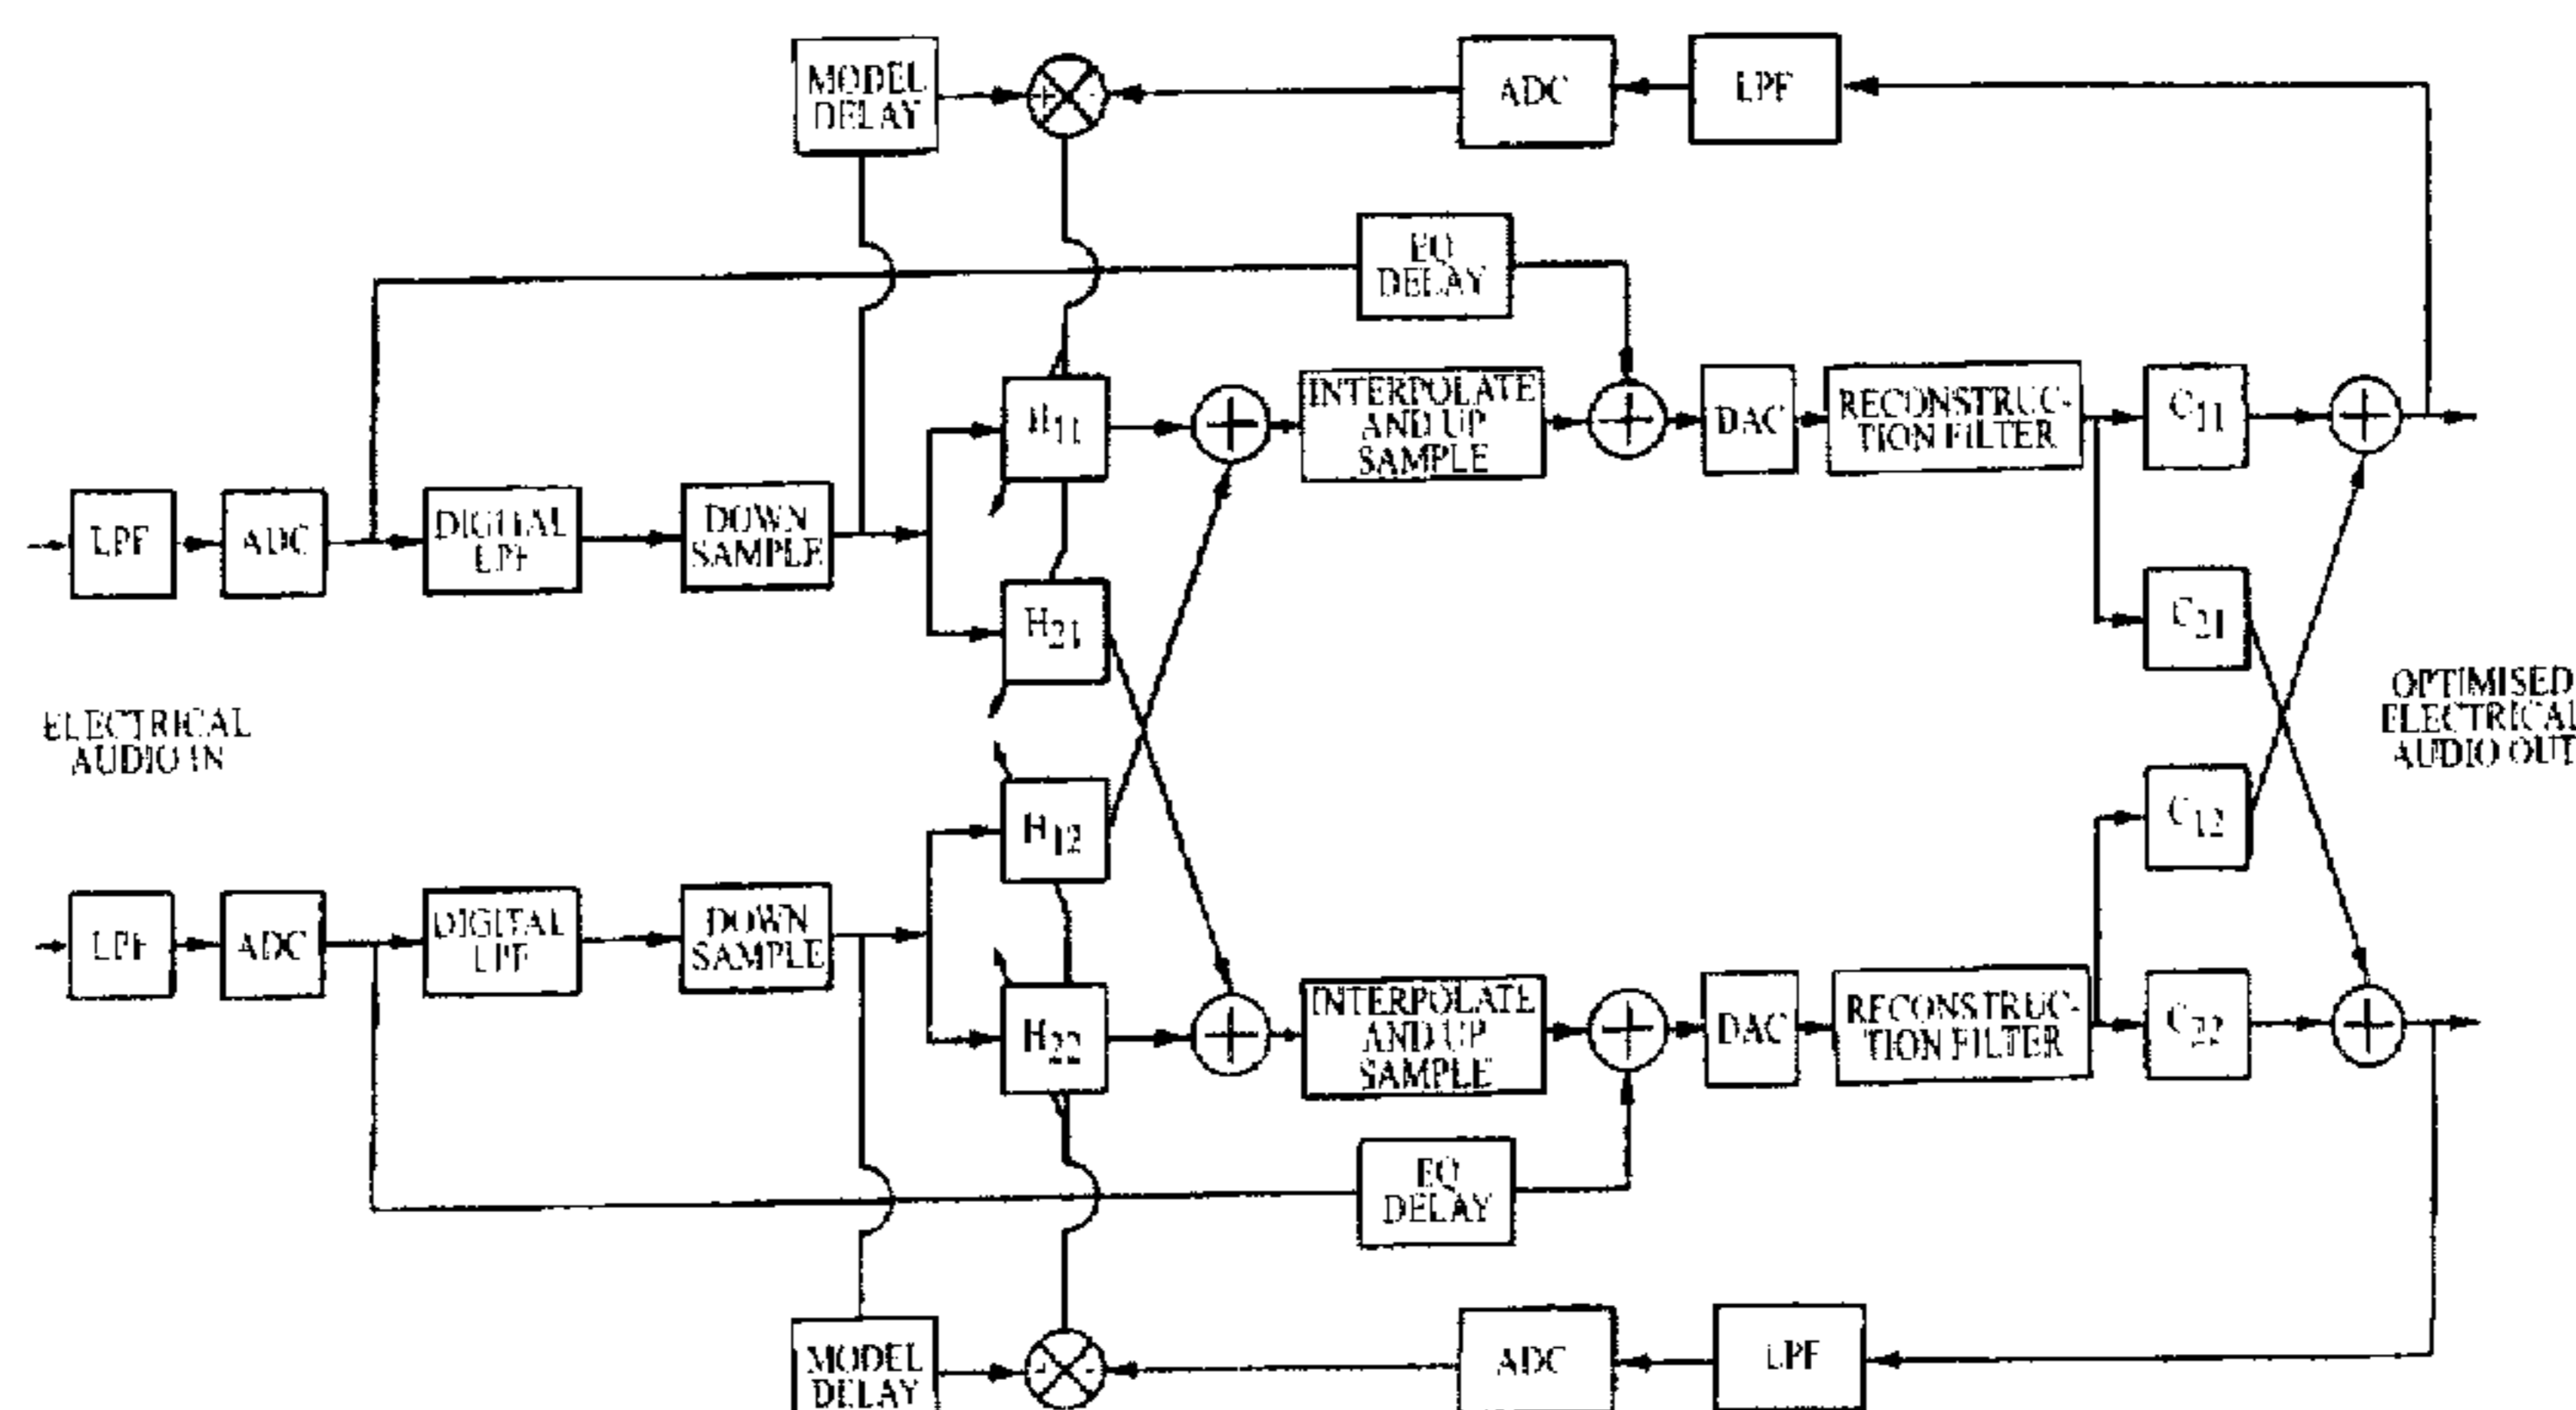 MODEL
DELAY
+
-
ADC
LPF
EQ
DELAY
H11
INTERPOLATE
AND UP
SAMPLE
DAC
RECONSTRUC-
TION FILTER
C11
LPF
ADC
DIGITAL
LPF
DOWN
SAMPLE
H21
C21
ELECTRICAL
AUDIO IN
OPTIMISED
ELECTRICAL
AUDIO OUT
H12
C12
LPF
ADC
DIGITAL
LPF
DOWN
SAMPLE
H22
INTERPOLATE
AND UP
SAMPLE
DAC
RECONSTRUC-
TION FILTER
C22
EQ
DELAY
MODEL
DELAY
-
ADC
LPF